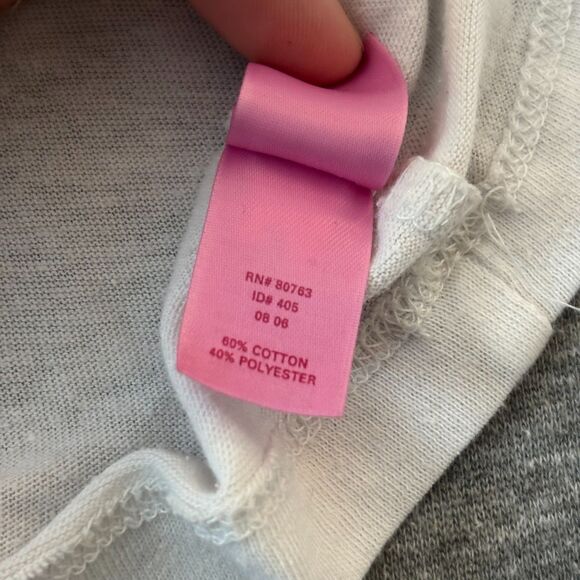 RN# 80763
ID# 405
08 06
60% COTTON
40% POLYESTER